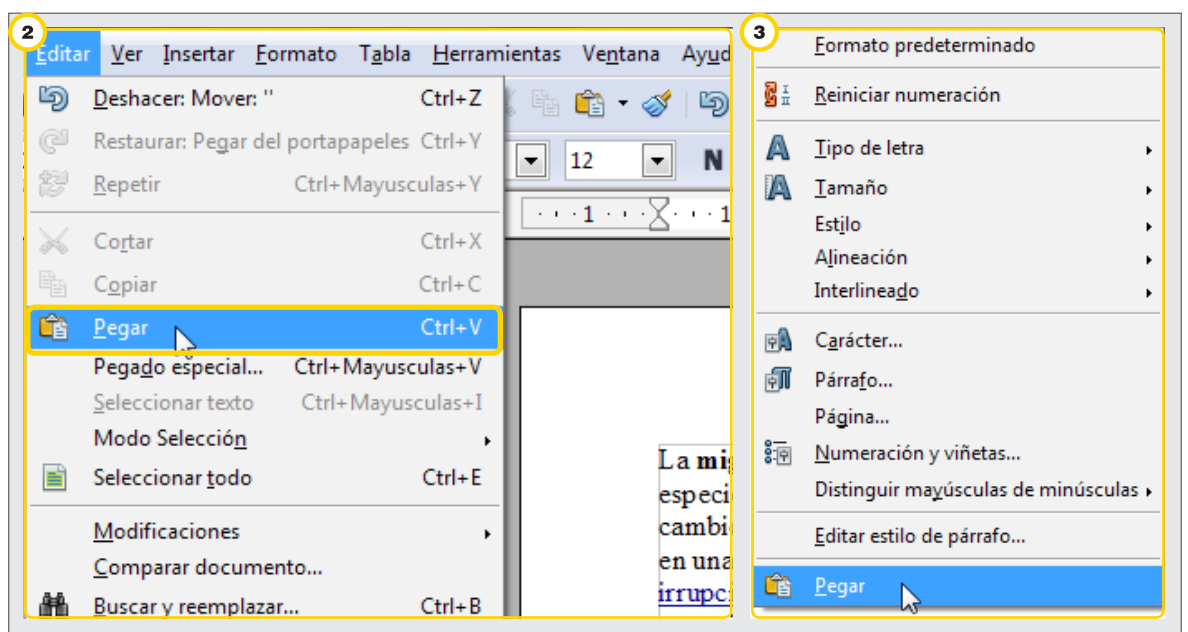 2
Editar Ver Insertar Formato Tabla Herramientas Ventana Ayud
Deshacer: Mover: '' Ctrl+Z
Restaurar: Pegar del portapapeles Ctrl+Y
Repetir Ctrl+Mayusculas+Y
Cortar Ctrl+X
Copiar Ctrl+C
Pegar Ctrl+V
Pegado especial... Ctrl+Mayusculas+V
Seleccionar texto Ctrl+Mayusculas+I
Modo Selección
Seleccionar todo Ctrl+E
Modificaciones
Comparar documento...
Buscar y reemplazar... Ctrl+B
12 N
1 1
La mi
especi
cambi
en una
irrupc
3
Formato predeterminado
Reiniciar numeración
Tipo de letra
Tamaño
Estilo
Alineación
Interlineado
Carácter...
Párrafo...
Página...
Numeración y viñetas...
Distinguir mayúsculas de minúsculas
Editar estilo de párrafo...
Pegar